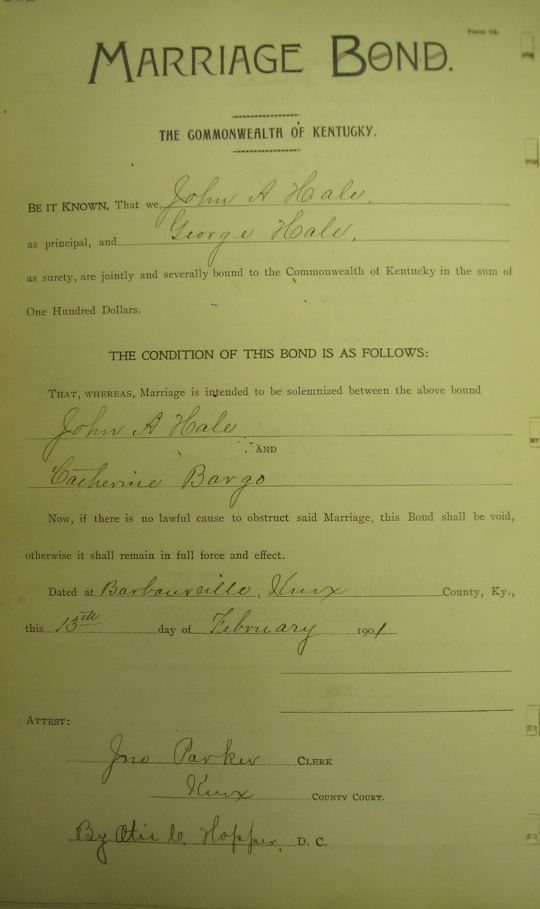 Form 12.
MARRIAGE BOND.
THE COMMONWEALTH OF KENTUCKY.
BE IT KNOWN, That we, John A Hale,
as principal, and George Hale,
as surety, are jointly and severally bound to the Commonwealth of Kentucky in the sum of
One Hundred Dollars.
THE CONDITION OF THIS BOND IS AS FOLLOWS:
THAT, WHEREAS, Marriage is intended to be solemnized between the above bound
John A Hale
AND
Catherine Bargo
Now, if there is no lawful cause to obstruct said Marriage, this Bond shall be void,
otherwise it shall remain in full force and effect.
Dated at Barbourville, Knox County, Ky.,
this 13th day of February 1901
ATTEST:
Jno Parker CLERK
Knox COUNTY COURT.
By Otis C. Hopper, D. C.